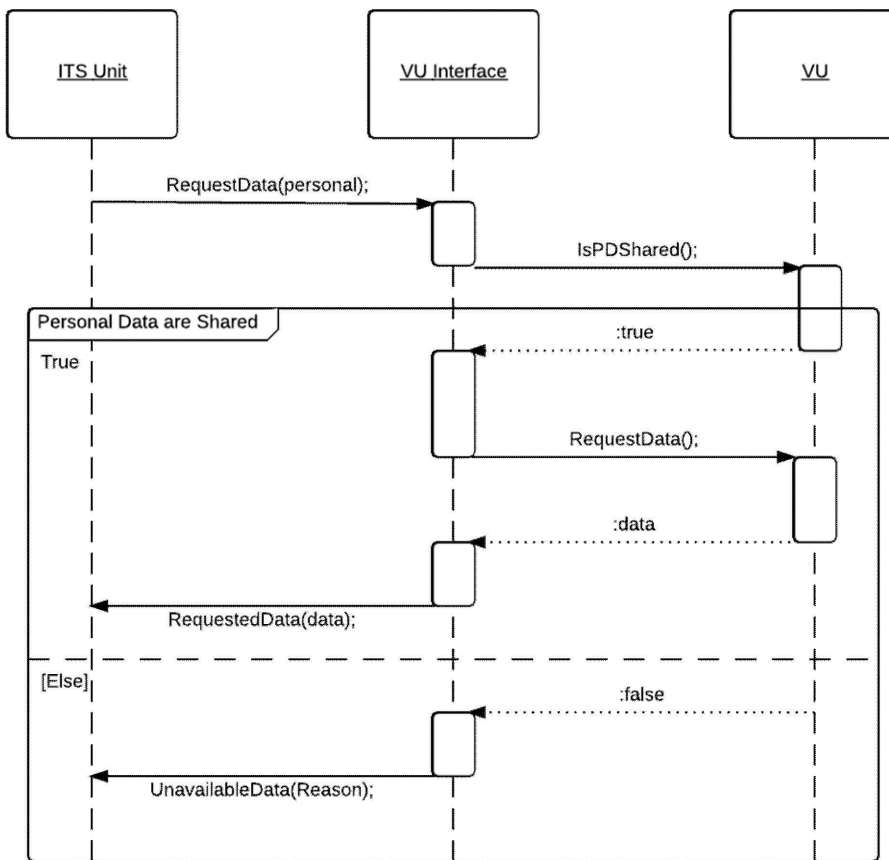 ITS Unit
VU Interface
VU
RequestData(personal);
IsPDShared();
Personal Data are Shared
:true
True
RequestData();
:data
RequestedData(data);
[Else]
:false
UnavailableData(Reason);